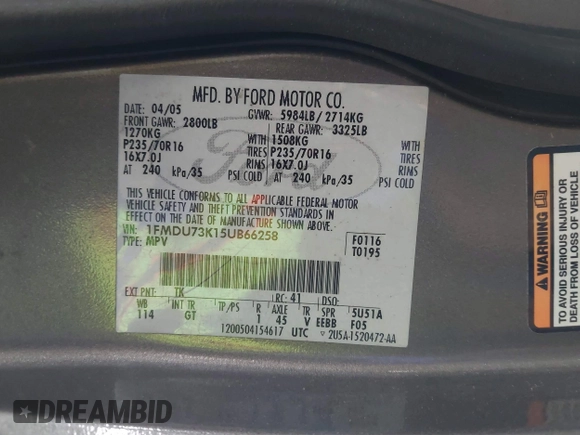 MFD. BY FORD MOTOR CO.
DATE: 04/05 GVWR: 5984LB/2714KG
FRONT GAWR: 2800LB REAR GAWR: 3325LB
1270KG WITH 1508KG WITH
P235/70R16 TIRES P235/70R16 TIRES
16X7.0J RIMS 16X7.0J RIMS
AT 240 kPa/35 PSI COLD AT 240 kPa/35 PSI COLD
THIS VEHICLE CONFORMS TO ALL APPLICABLE FEDERAL MOTOR
VEHICLE SAFETY AND THEFT PREVENTION STANDARDS IN
EFFECT ON THE DATE OF MANUFACTURE SHOWN ABOVE.
1FMDU73K15UB66258
TYPE: MPV
F0116
T0195
EXT PNT: TK RC: 41 DSO:
WB INT TR TP/PS R AXLE TR SPR 5U51A
114 GT 1 45 V EEBB F05
1200504154617 UTC 2U5A-1520472-AA
Ford
TO AVOID SERIOUS INJURY OR
DEATH FROM
DREAMBID